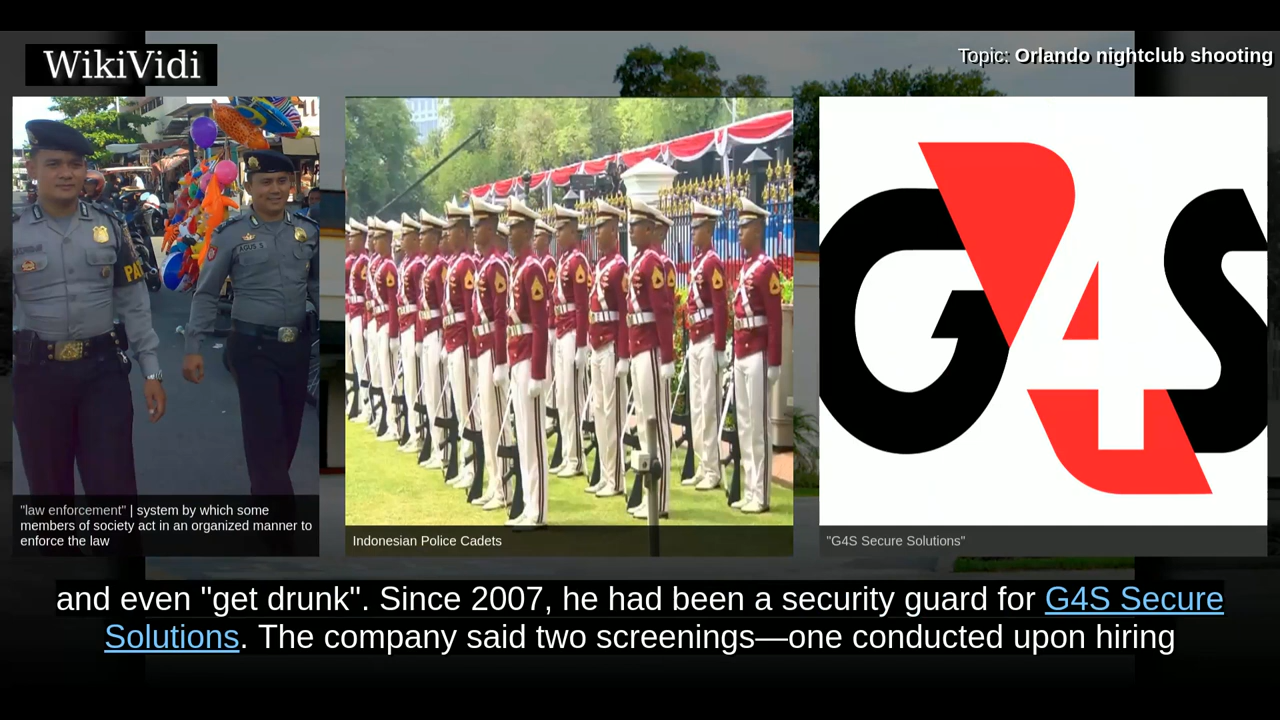 WikiVidi
Topic: Orlando nightclub shooting
AGUS S
G4S
"law enforcement" | system by which some
members of society act in an organized manner to
enforce the law
Indonesian Police Cadets
"G4S Secure Solutions"
and even "get drunk". Since 2007, he had been a security guard for G4S Secure
Solutions. The company said two screenings—one conducted upon hiring